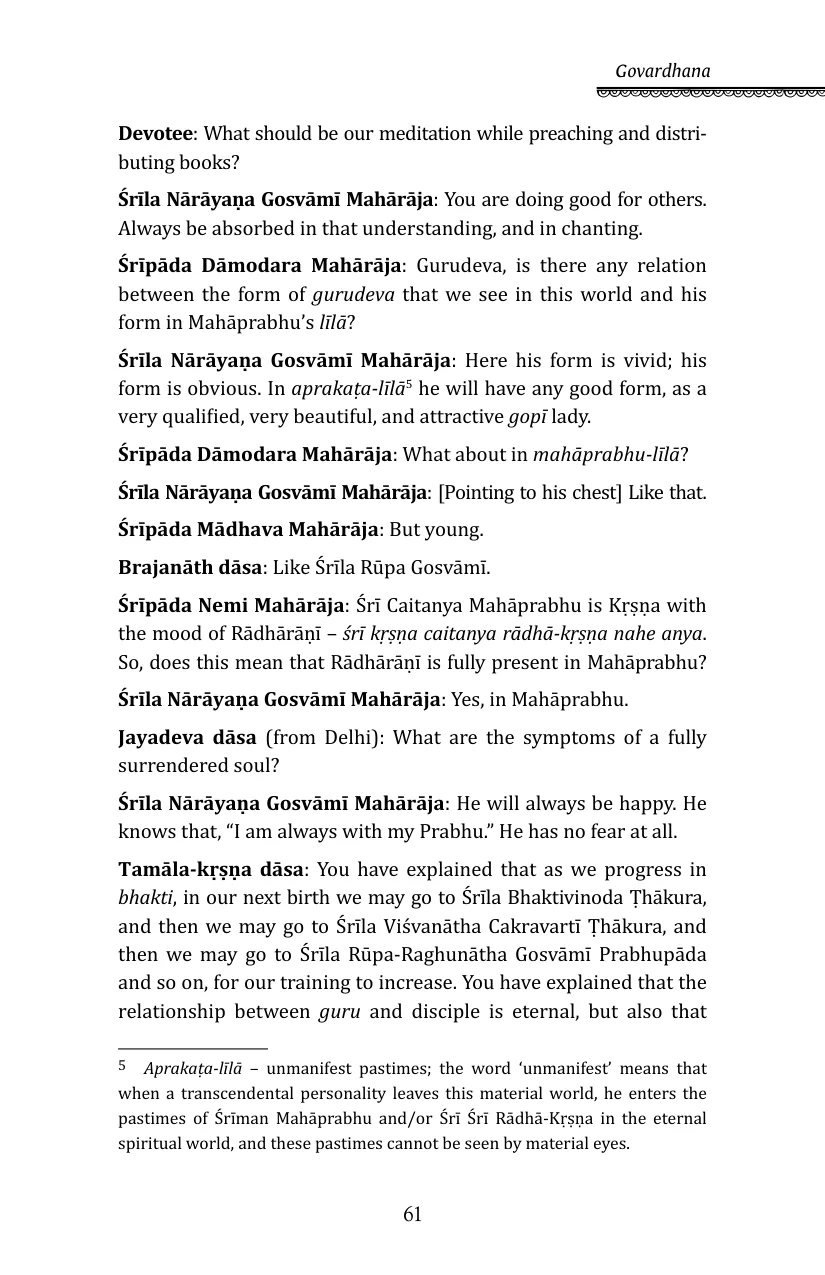 Govardhana
Devotee: What should be our meditation while preaching and distri-
buting books?
Śrīla Nārāyaṇa Gosvāmī Mahārāja: You are doing good for others.
Always be absorbed in that understanding, and in chanting.
Śrīpāda Dāmodara Mahārāja: Gurudeva, is there any relation
between the form of gurudeva that we see in this world and his
form in Mahāprabhu’s līlā?
Śrīla Nārāyaṇa Gosvāmī Mahārāja: Here his form is vivid; his
form is obvious. In aprakaṭa-līlā⁵ he will have any good form, as a
very qualified, very beautiful, and attractive gopī lady.
Śrīpāda Dāmodara Mahārāja: What about in mahāprabhu-līlā?
Śrīla Nārāyaṇa Gosvāmī Mahārāja: [Pointing to his chest] Like that.
Śrīpāda Mādhava Mahārāja: But young.
Brajanāth dāsa: Like Śrīla Rūpa Gosvāmī.
Śrīpāda Nemi Mahārāja: Śrī Caitanya Mahāprabhu is Kṛṣṇa with
the mood of Rādhārāṇī – śrī kṛṣṇa caitanya rādhā-kṛṣṇa nahe anya.
So, does this mean that Rādhārāṇī is fully present in Mahāprabhu?
Śrīla Nārāyaṇa Gosvāmī Mahārāja: Yes, in Mahāprabhu.
Jayadeva dāsa (from Delhi): What are the symptoms of a fully
surrendered soul?
Śrīla Nārāyaṇa Gosvāmī Mahārāja: He will always be happy. He
knows that, “I am always with my Prabhu.” He has no fear at all.
Tamāla-kṛṣṇa dāsa: You have explained that as we progress in
bhakti, in our next birth we may go to Śrīla Bhaktivinoda Ṭhākura,
and then we may go to Śrīla Viśvanātha Cakravartī Ṭhākura, and
then we may go to Śrīla Rūpa-Raghunātha Gosvāmī Prabhupāda
and so on, for our training to increase. You have explained that the
relationship between guru and disciple is eternal, but also that
5 Aprakaṭa-līlā – unmanifest pastimes; the word ‘unmanifest’ means that
when a transcendental personality leaves this material world, he enters the
pastimes of Śrīman Mahāprabhu and/or Śrī Śrī Rādhā-Kṛṣṇa in the eternal
spiritual world, and these pastimes cannot be seen by material eyes.
61